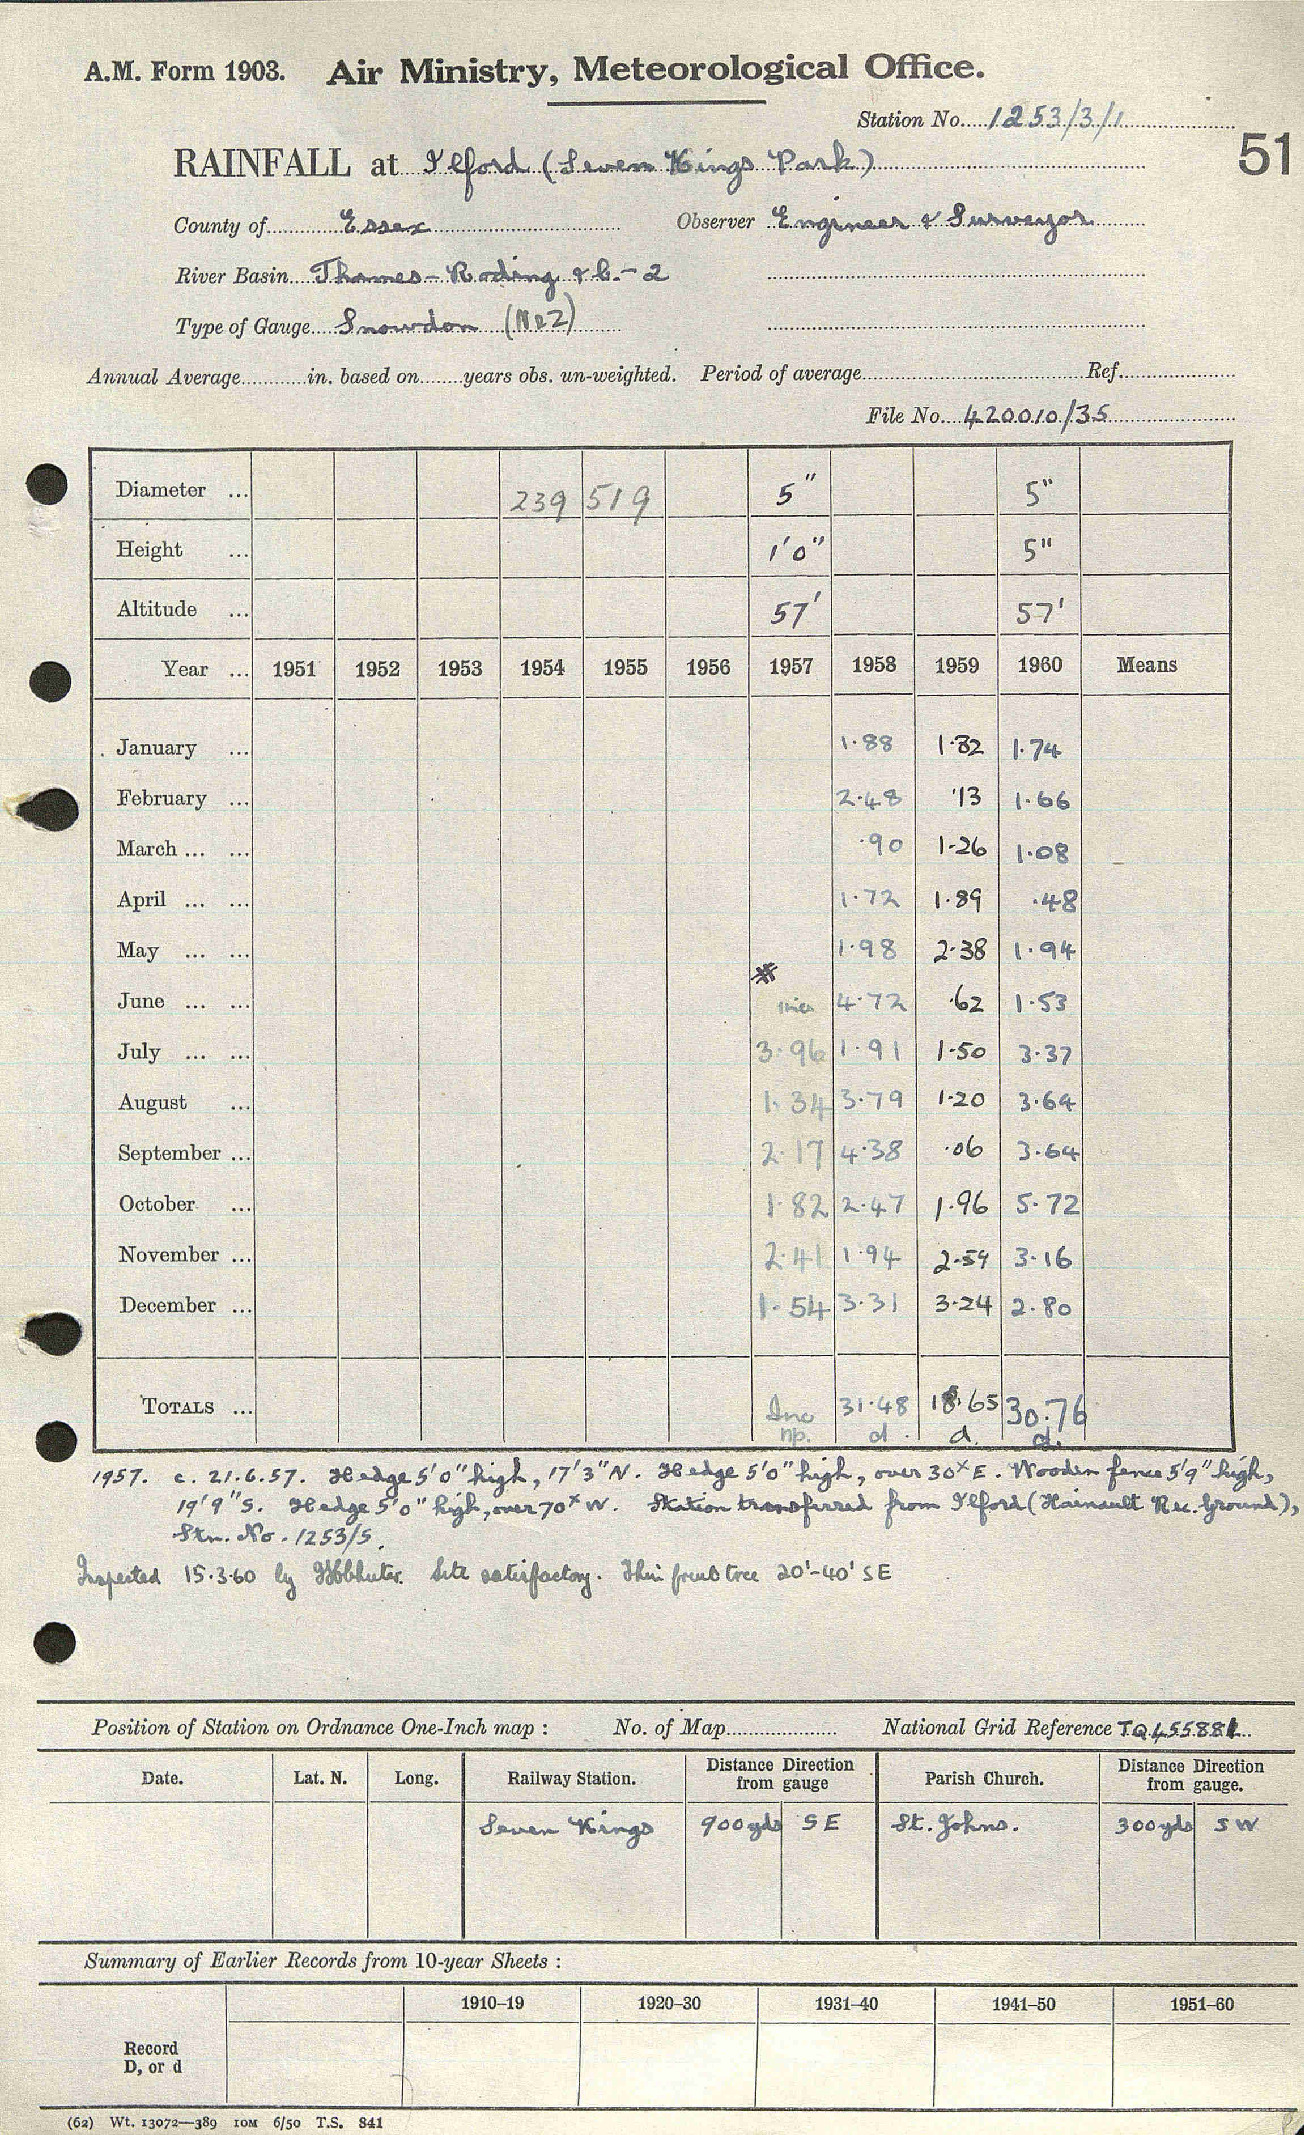 A.M. Form 1903. Air Ministry, Meteorological Office.
Station No. 1253/3/1
51
RAINFALL at Ilford (Seven Kings Park)
County of Essex Observer Engineer & Surveyor
River Basin Thames - Roding &c. - 2
Type of Gauge Snowdon (Mk2)
Annual Average in. based on years obs. un-weighted. Period of average Ref.
File No. 420010/35
Diameter ... 239 519 5" 5"
Height ... 1'0" 5"
Altitude ... 57' 57'
Year ... 1951 1952 1953 1954 1955 1956 1957 1958 1959 1960 Means
January ... 1.88 1.82 1.74
February ... 2.48 .13 1.66
March ... ... .90 1.26 1.08
April ... ... 1.72 1.89 .48
May ... ... 1.98 2.38 1.94
June ... ... * 4.72 .62 1.53
July ... ... 3.96 1.91 1.50 3.37
August ... 1.34 3.79 1.20 3.64
September ... 2.17 4.38 .06 3.64
October ... 1.82 2.47 1.96 5.72
November ... 2.41 1.94 2.59 3.16
December ... 1.54 3.31 3.24 2.80
TOTALS ... Inc 31.48 18.65 30.76
np. d. d. d.
1957. c. 21.6.57. Hedge 5'0" high, 17'3" N. Hedge 5'0" high, over 30x E. Wooden fence 5'9" high,
19'9" S. Hedge 5'0" high, over 70x W. Station transferred from Ilford (Hainault Rec. Ground),
Stn. No. 1253/5.
Inspected 15.3.60 by Site satisfactory. Thin tree 20'-40' SE
Position of Station on Ordnance One-Inch map : No. of Map National Grid Reference TQ 455881
Date. Lat. N. Long. Railway Station. Distance from gauge Direction Parish Church. Distance from gauge. Direction
Seven Kings 900yds SE St. Johns. 300yds SW
Summary of Earlier Records from 10-year Sheets :
1910–19 1920–30 1931–40 1941–50 1951–60
Record
D, or d
(62) Wt. 13072—389 10M 6/50 T.S. 841